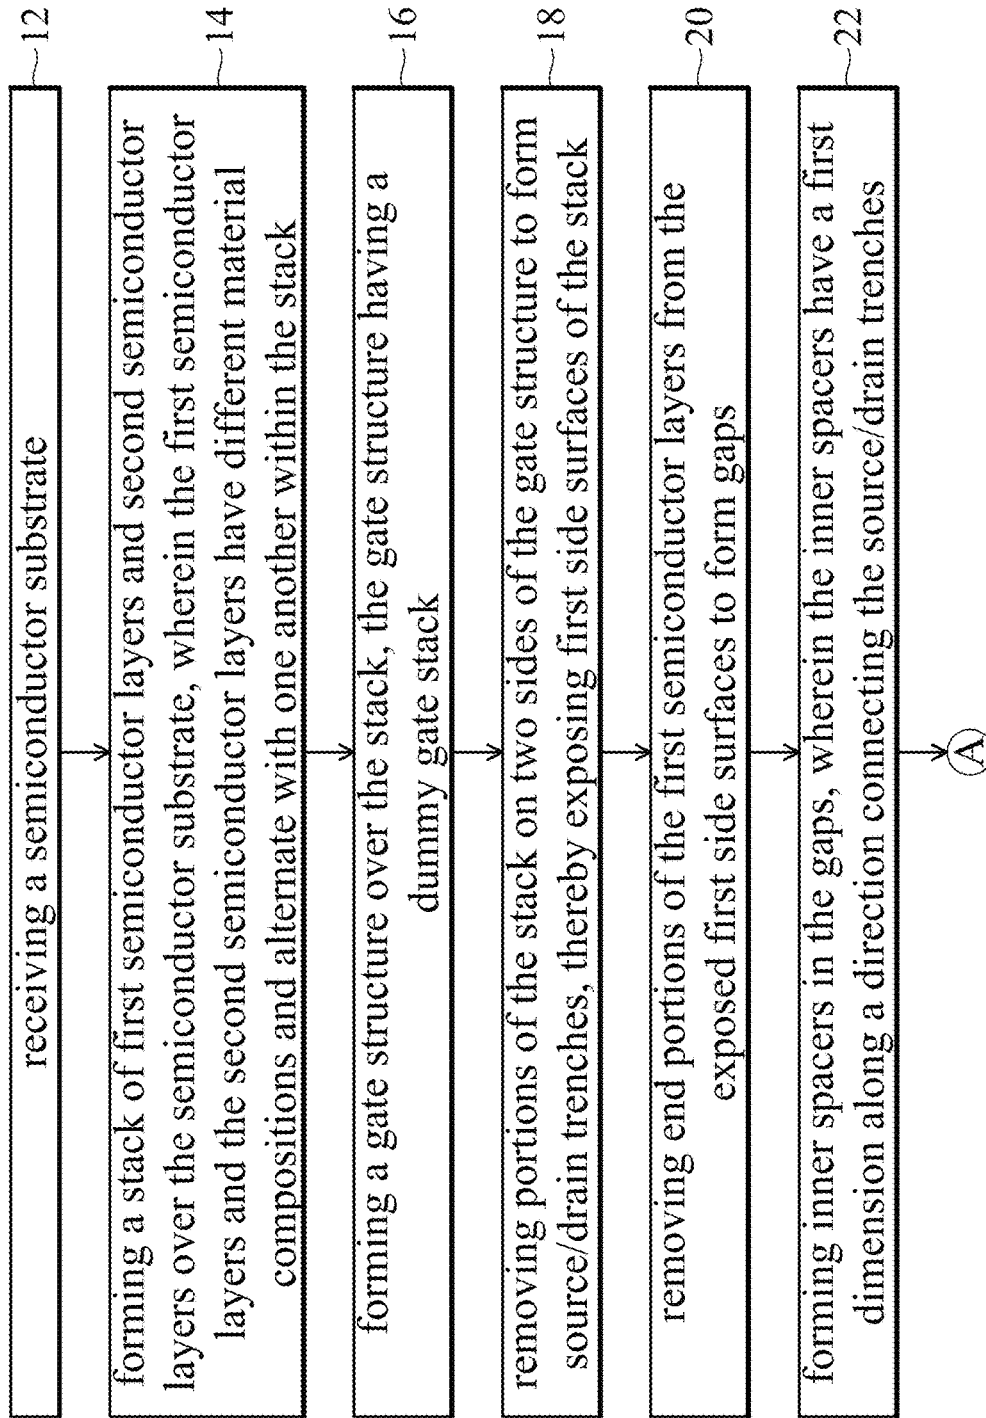 receiving a semiconductor substrate
12
forming a stack of first semiconductor layers and second semiconductor
layers over the semiconductor substrate, wherein the first semiconductor
layers and the second semiconductor layers have different material
compositions and alternate with one another within the stack
14
forming a gate structure over the stack, the gate structure having a
dummy gate stack
16
removing portions of the stack on two sides of the gate structure to form
source/drain trenches, thereby exposing first side surfaces of the stack
18
removing end portions of the first semiconductor layers from the
exposed first side surfaces to form gaps
20
forming inner spacers in the gaps, wherein the inner spacers have a first
dimension along a direction connecting the source/drain trenches
22
A